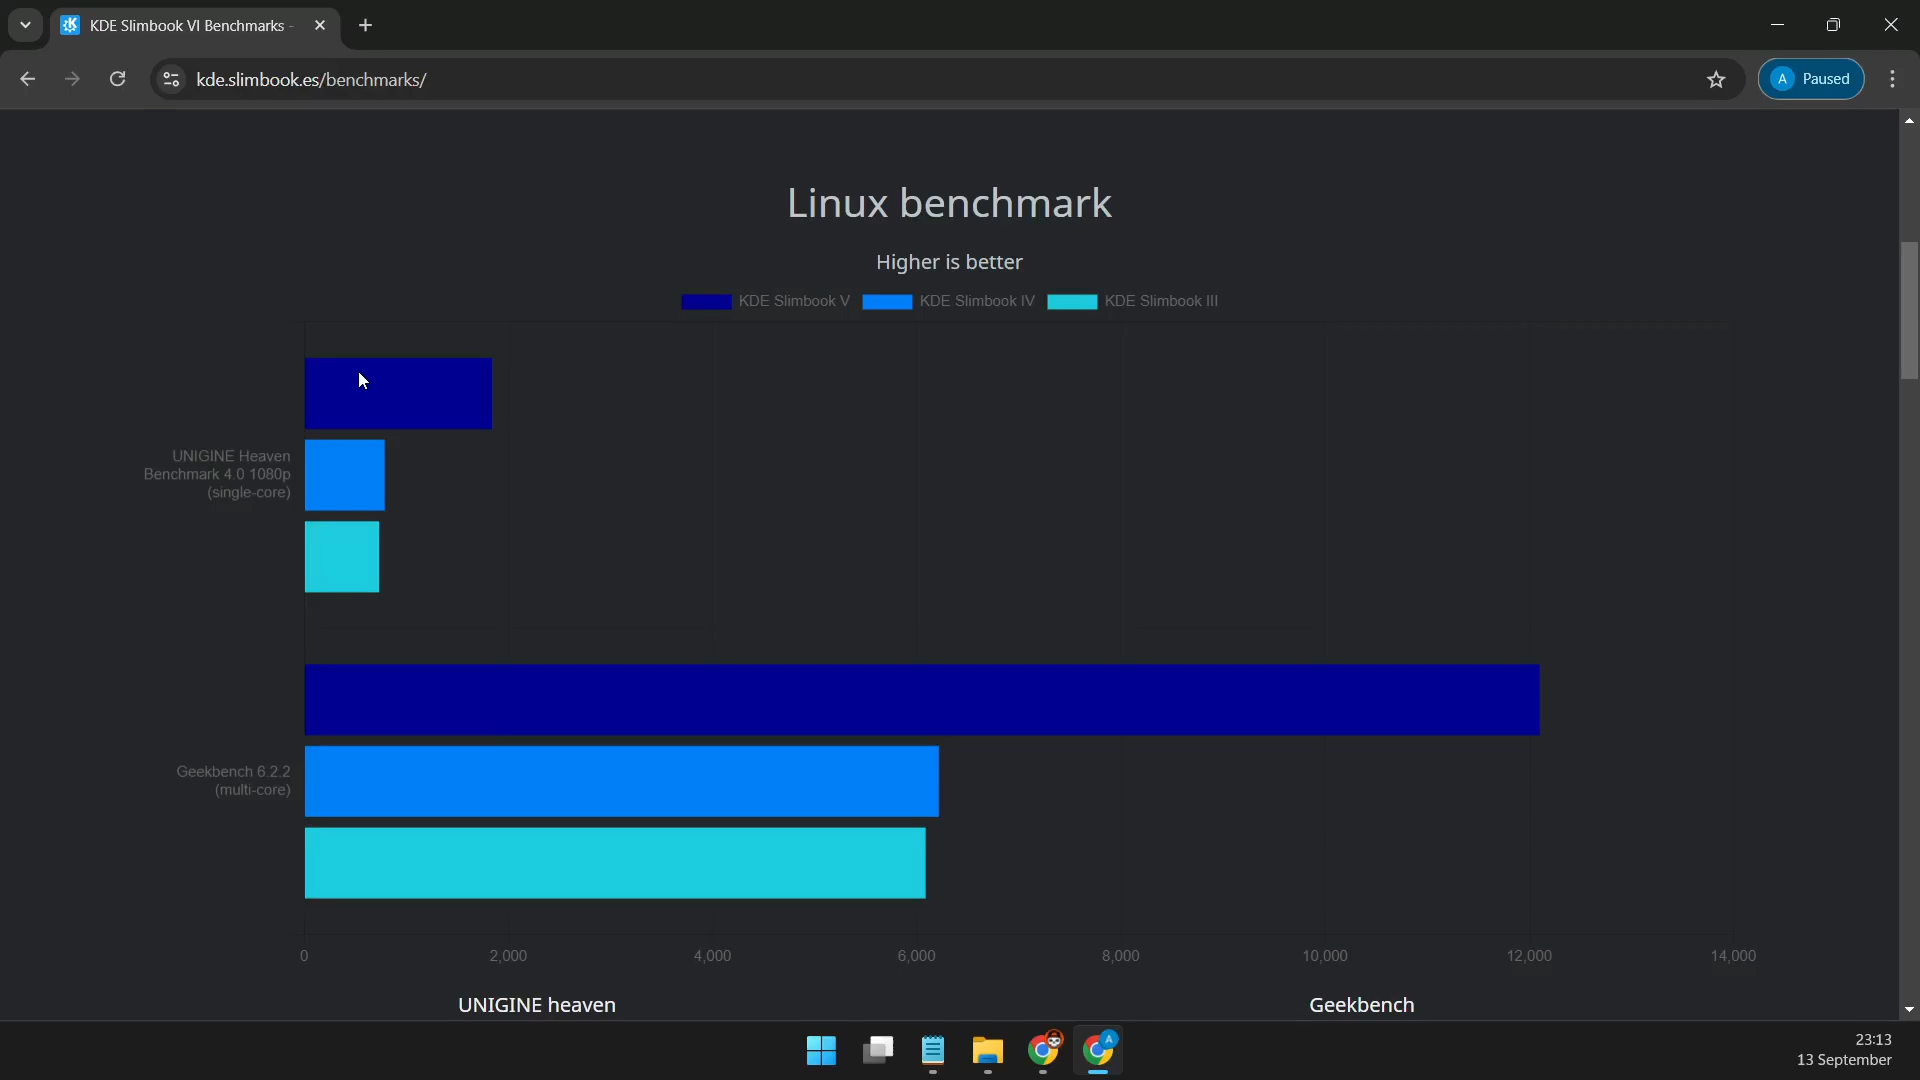 KDE Slimbook VI Benchmarks -
kde.slimbook.es/benchmarks/
A Paused
Linux benchmark
Higher is better
KDE Slimbook V KDE Slimbook IV KDE Slimbook III
UNIGINE Heaven
Benchmark 4.0 1080p
(single-core)
Geekbench 6.2.2
(multi-core)
0 2,000 4,000 6,000 8,000 10,000 12,000 14,000
UNIGINE heaven Geekbench
A
23:13
13 September